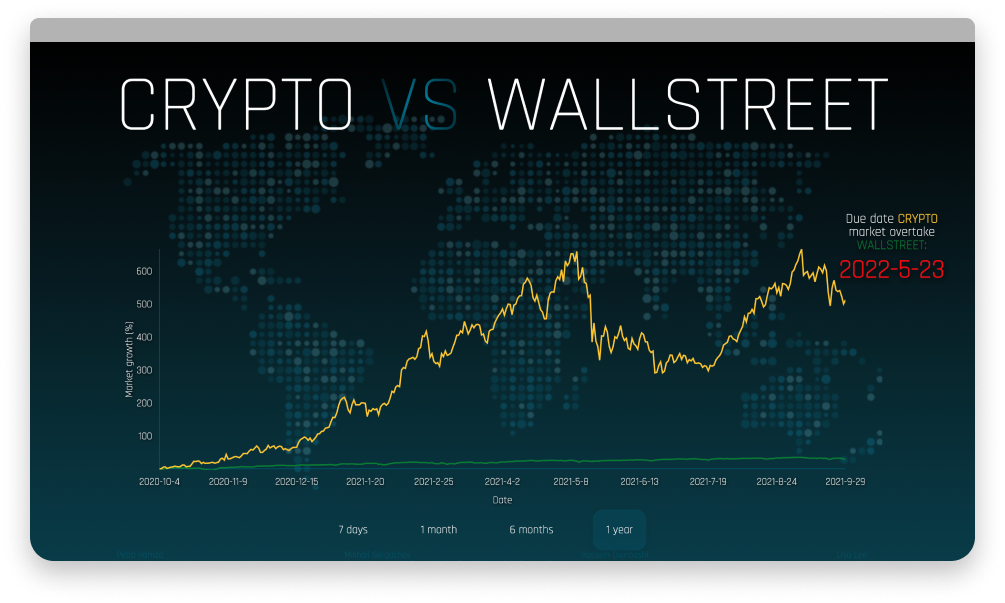 CRYPTO VS WALLSTREET
Due date CRYPTO
market overtake
WALLSTREET:
2022-5-23
600
500
400
300
200
100
Market growth (%)
2020-10-4 2020-11-9 2020-12-15 2021-1-20 2021-2-25 2021-4-2 2021-5-8 2021-6-13 2021-7-19 2021-8-24 2021-9-29
Date
7 days 1 month 6 months 1 year